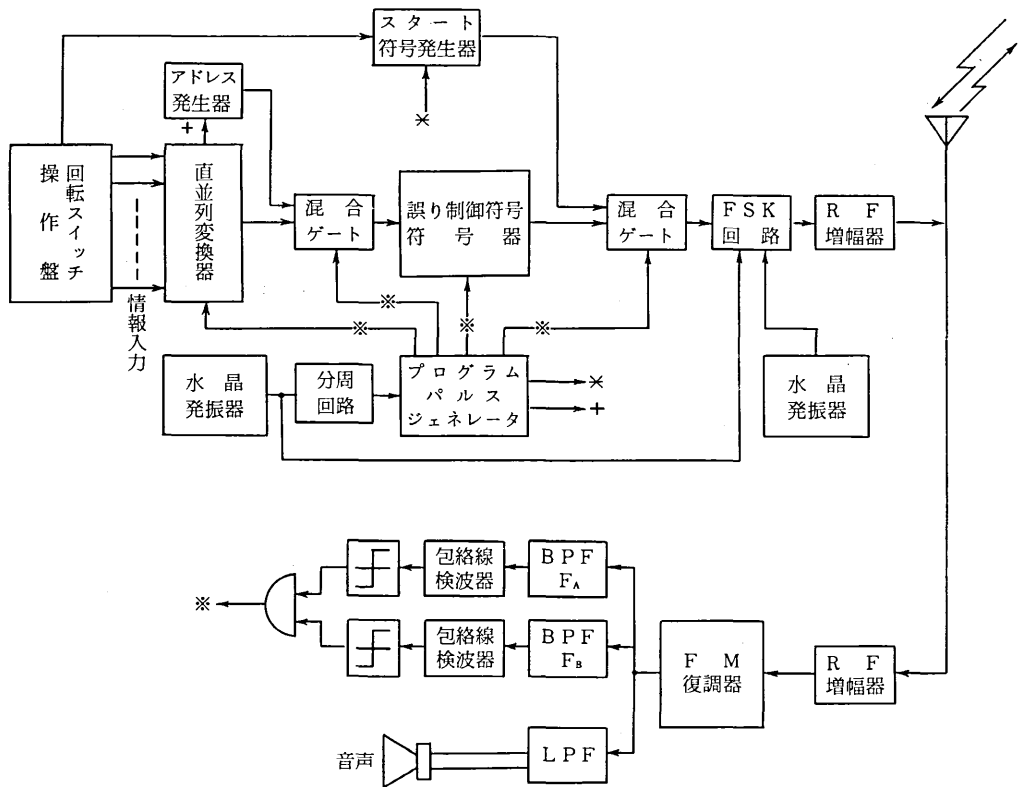 スタート
符号発生器
アドレス
発生器
+
＊
操作盤
回転スイッチ
直並列変換器
混合
ゲート
誤り制御符号
符号器
混合
ゲート
FSK
回路
RF
増幅器
情報入力
※
※
※
※
水晶
発振器
分周
回路
プログラム
パルス
ジェネレータ
＊
+
水晶
発振器
包絡線
検波器
BPF
FA
※
包絡線
検波器
BPF
FB
FM
復調器
RF
増幅器
音声
LPF